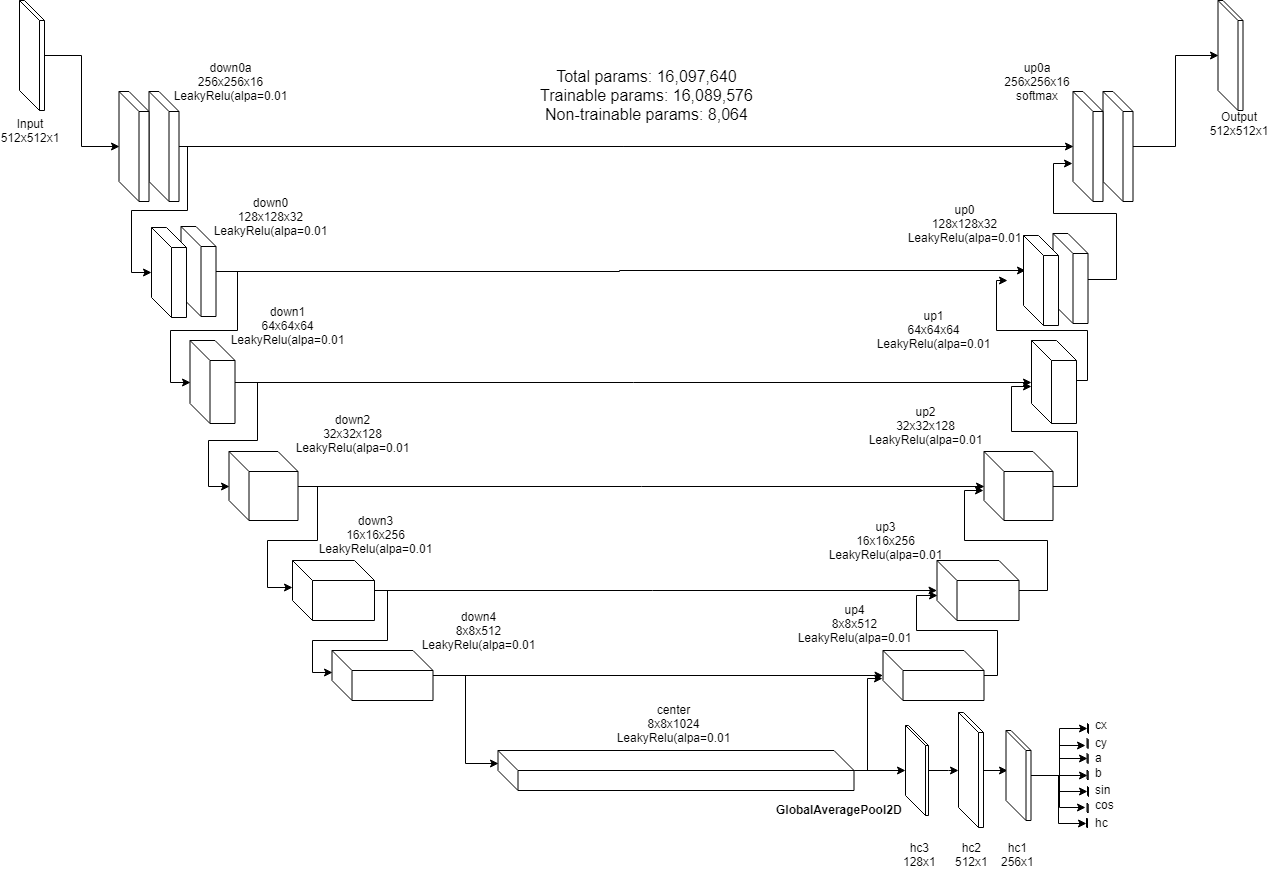 Input
512x512x1
down0a
256x256x16
LeakyRelu(alpa=0.01
Total params: 16,097,640
Trainable params: 16,089,576
Non-trainable params: 8,064
up0a
256x256x16
softmax
Output
512x512x1
down0
128x128x32
LeakyRelu(alpa=0.01
up0
128x128x32
LeakyRelu(alpa=0.01
down1
64x64x64
LeakyRelu(alpa=0.01
up1
64x64x64
LeakyRelu(alpa=0.01
down2
32x32x128
LeakyRelu(alpa=0.01
up2
32x32x128
LeakyRelu(alpa=0.01
down3
16x16x256
LeakyRelu(alpa=0.01
up3
16x16x256
LeakyRelu(alpa=0.01
down4
8x8x512
LeakyRelu(alpa=0.01
up4
8x8x512
LeakyRelu(alpa=0.01
center
8x8x1024
LeakyRelu(alpa=0.01
GlobalAveragePool2D
hc3
128x1
hc2
512x1
hc1
256x1
cx
cy
a
b
sin
cos
hc